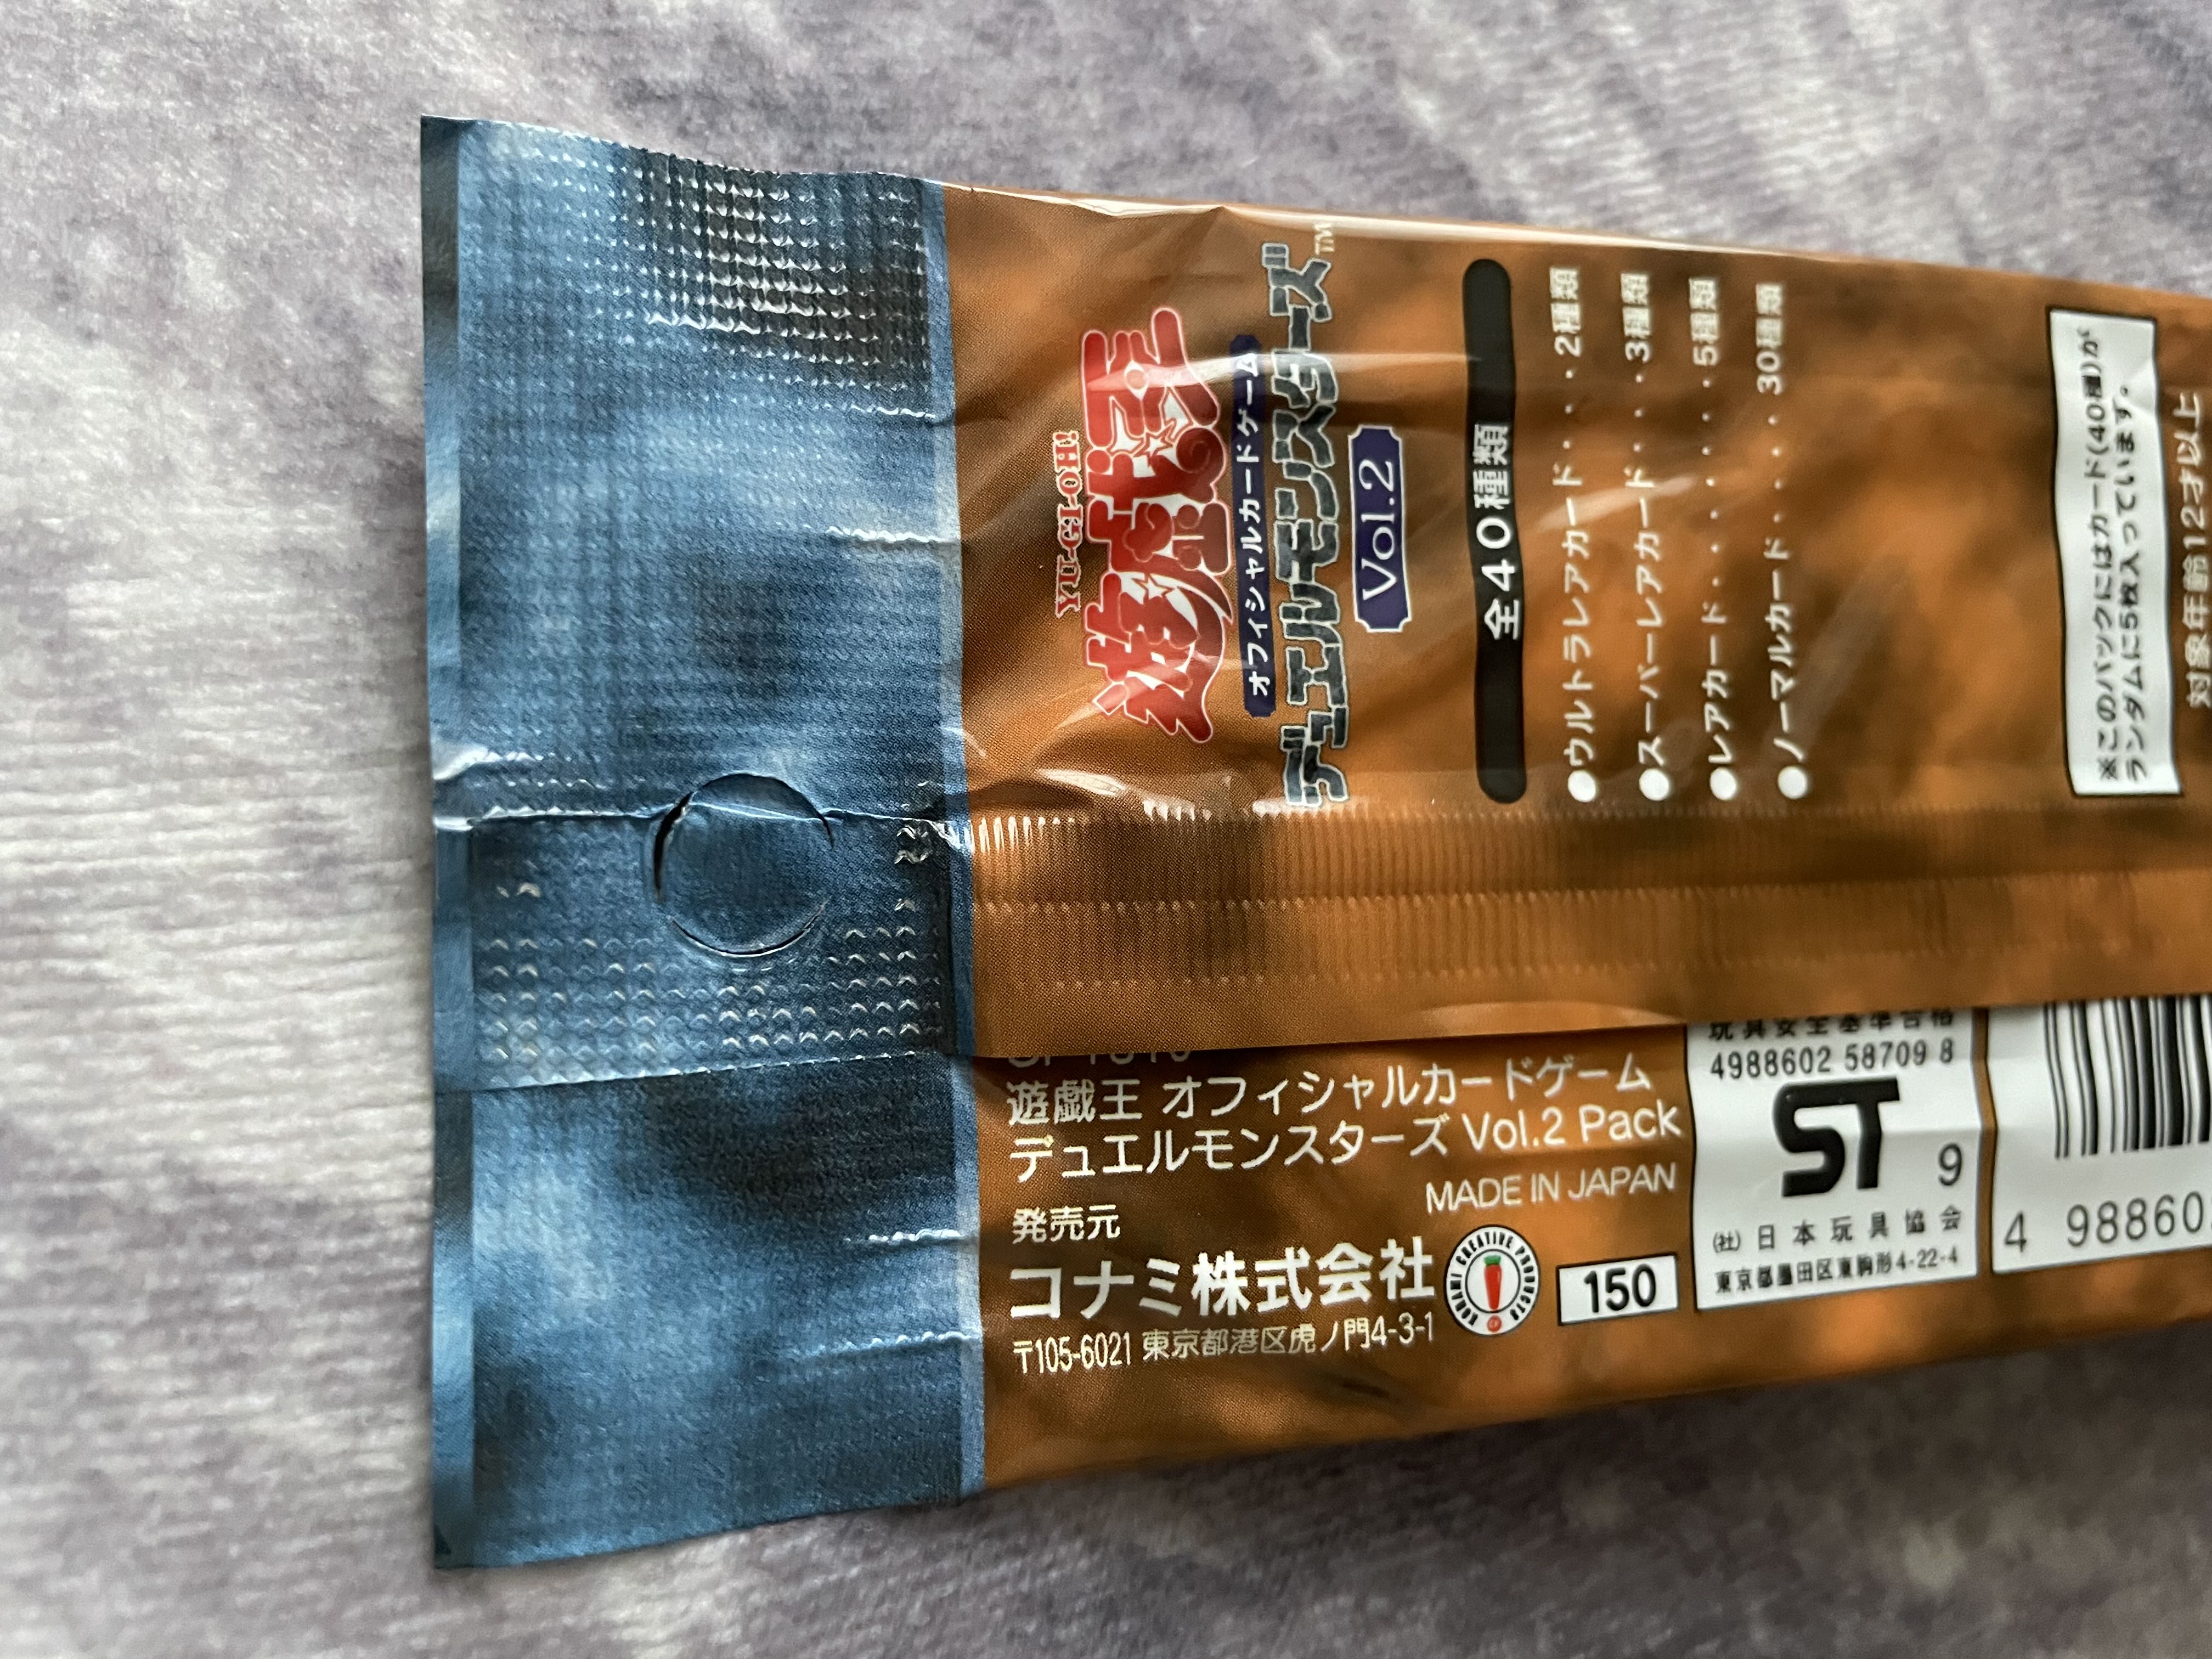 YU-GI-OH!
遊戯王
オフィシャルカードゲーム
デュエルモンスターズ™
Vol.2
全40種類
●ウルトラレアカード・・・2種類
●スーパーレアカード・・・3種類
●レアカード・・・・・・・5種類
●ノーマルカード・・・・・30種類
※このパックにはカード(40種)が
ランダムに5枚入っています。
対象年齢12才以上
遊戯王 オフィシャルカードゲーム
デュエルモンスターズ Vol.2 Pack
MADE IN JAPAN
発売元
コナミ株式会社
〒105-6021 東京都港区虎ノ門4-3-1
KONAMI CREATIVE PRODUCTS
150
玩具安全基準合格
4988602 58709 8
ST
9
(社)日本玩具協会
東京都墨田区東駒形4-22-4
4 98860